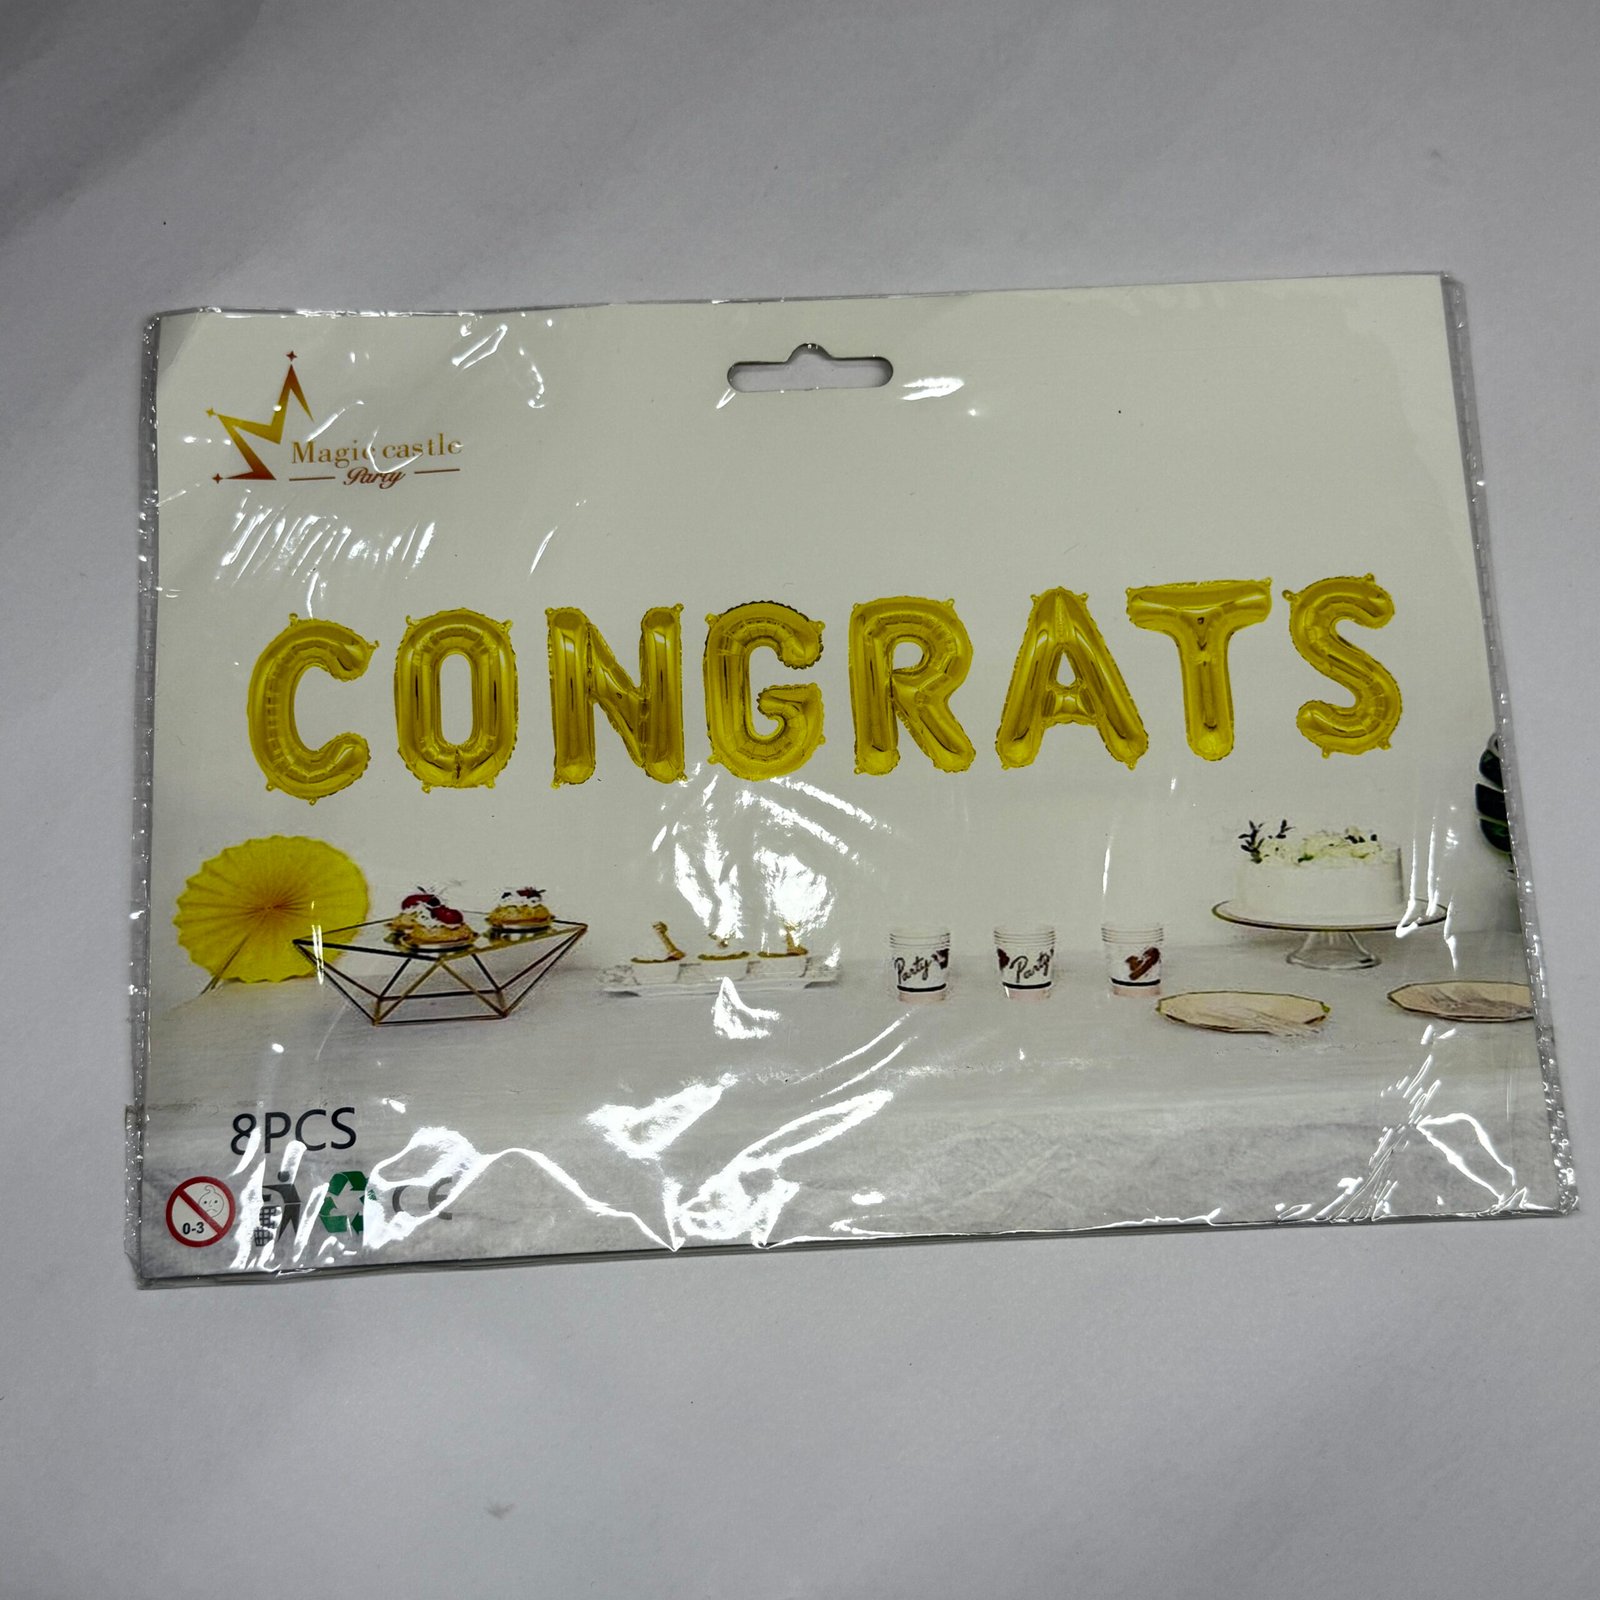 Magic castle
Party
CONGRATS
Party
Party
8PCS
0-3
CE